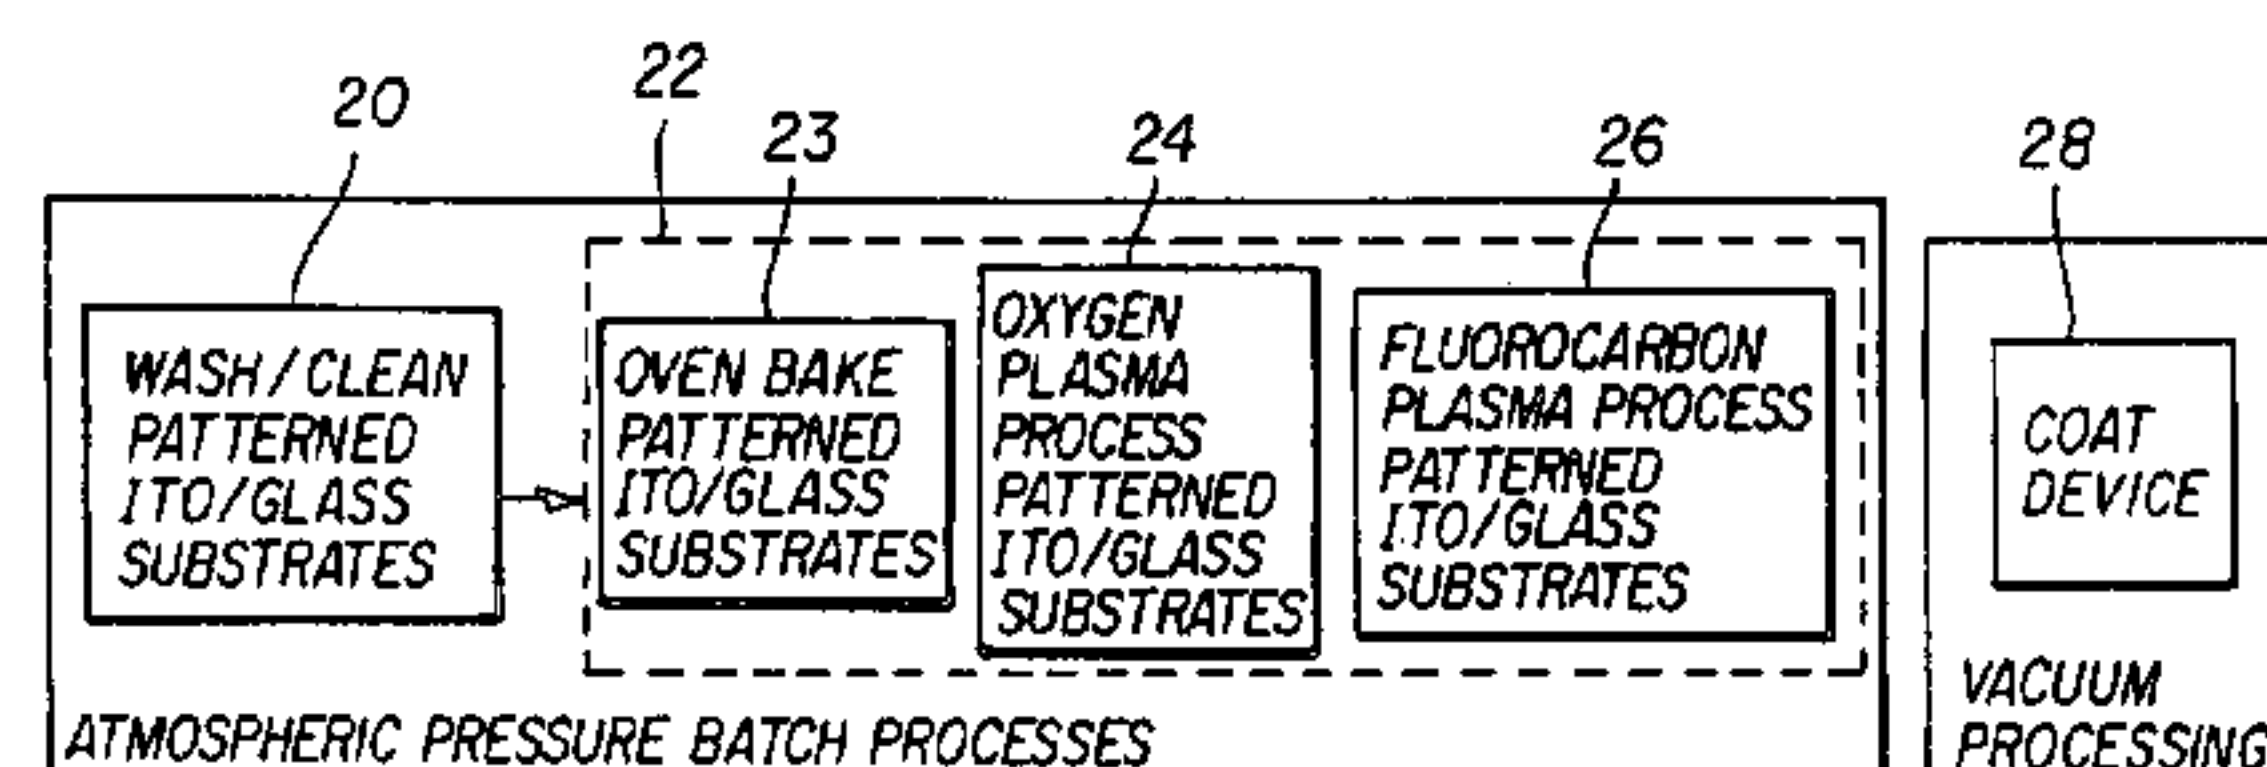 22
20
23
24
26
28
WASH/CLEAN
PATTERNED
ITO/GLASS
SUBSTRATES
OVEN BAKE
PATTERNED
ITO/GLASS
SUBSTRATES
OXYGEN
PLASMA
PROCESS
PATTERNED
ITO/GLASS
SUBSTRATES
FLUOROCARBON
PLASMA PROCESS
PATTERNED
ITO/GLASS
SUBSTRATES
COAT
DEVICE
ATMOSPHERIC PRESSURE BATCH PROCESSES
VACUUM
PROCESSING